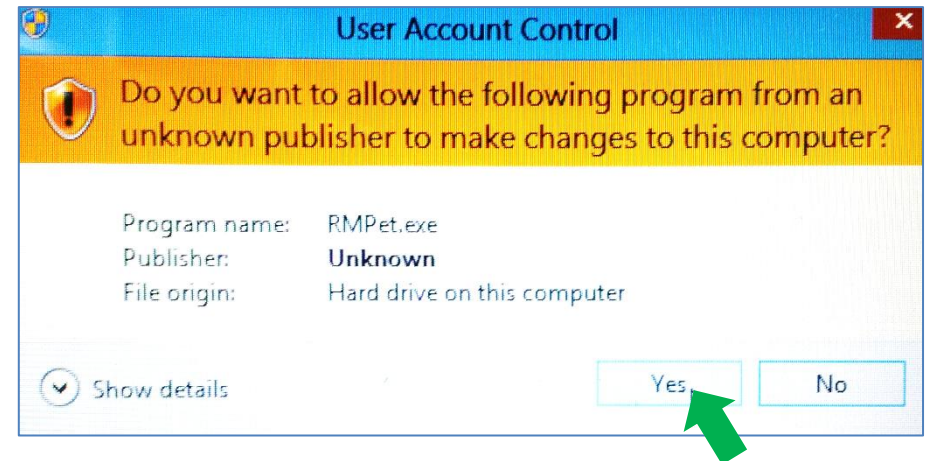 User Account Control
Do you want to allow the following program from an
unknown publisher to make changes to this computer?
Program name: RMPet.exe
Publisher: Unknown
File origin: Hard drive on this computer
Show details
Yes
No